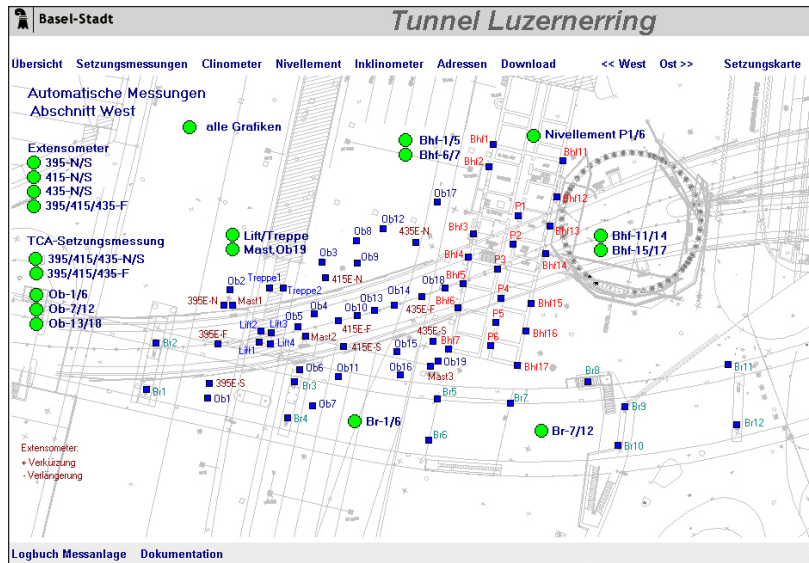 Basel-Stadt
Tunnel Luzernerring
Übersicht Setzungsmessungen Clinometer Nivellement Inklinometer Adressen Download << West Ost >> Setzungskarte
Automatische Messungen
Abschnitt West
alle Grafiken
Bhf-1/5
Bhf-6/7
Nivellement P1/6
Extensometer
395-N/S
415-N/S
435-N/S
395/415/435-F
Lift/Treppe
Mast,Ob19
Bhf-11/14
Bhf-15/17
TCA-Setzungsmessung
395/415/435-N/S
395/415/435-F
Ob-1/6
Ob-7/12
Ob-13/18
Bhf1
Bhf2
Bhf11
Bhf12
Ob17
P1
Bhf3
Bhf13
Ob12
435E-N
Ob8
P2
Ob3
Ob9
Bhf4
P3
Bhf14
415E-N
Treppe1
Treppe2
Ob2
Ob18
Bhf5
395E-N
Mast1
Ob14
P4
Bhf15
Ob4
Ob10
Ob13
435E-F
Bhf6
Lift2
Lift3
Ob5
415E-F
P5
Bhf16
Br2
395E-F
Lift1
Lift4
Mast2
415E-S
435E-S
Bhf7
P6
Ob15
Ob19
Ob6
Ob11
Ob16
Mast3
Bhf17
Br11
395E-S
Br3
Br8
Br1
Ob1
Ob7
Br4
Br5
Br7
Br9
Br-1/6
Br-7/12
Br12
Br6
Br10
Extensometer:
+ Verkürzung
- Verlängerung
Logbuch Messanlage Dokumentation